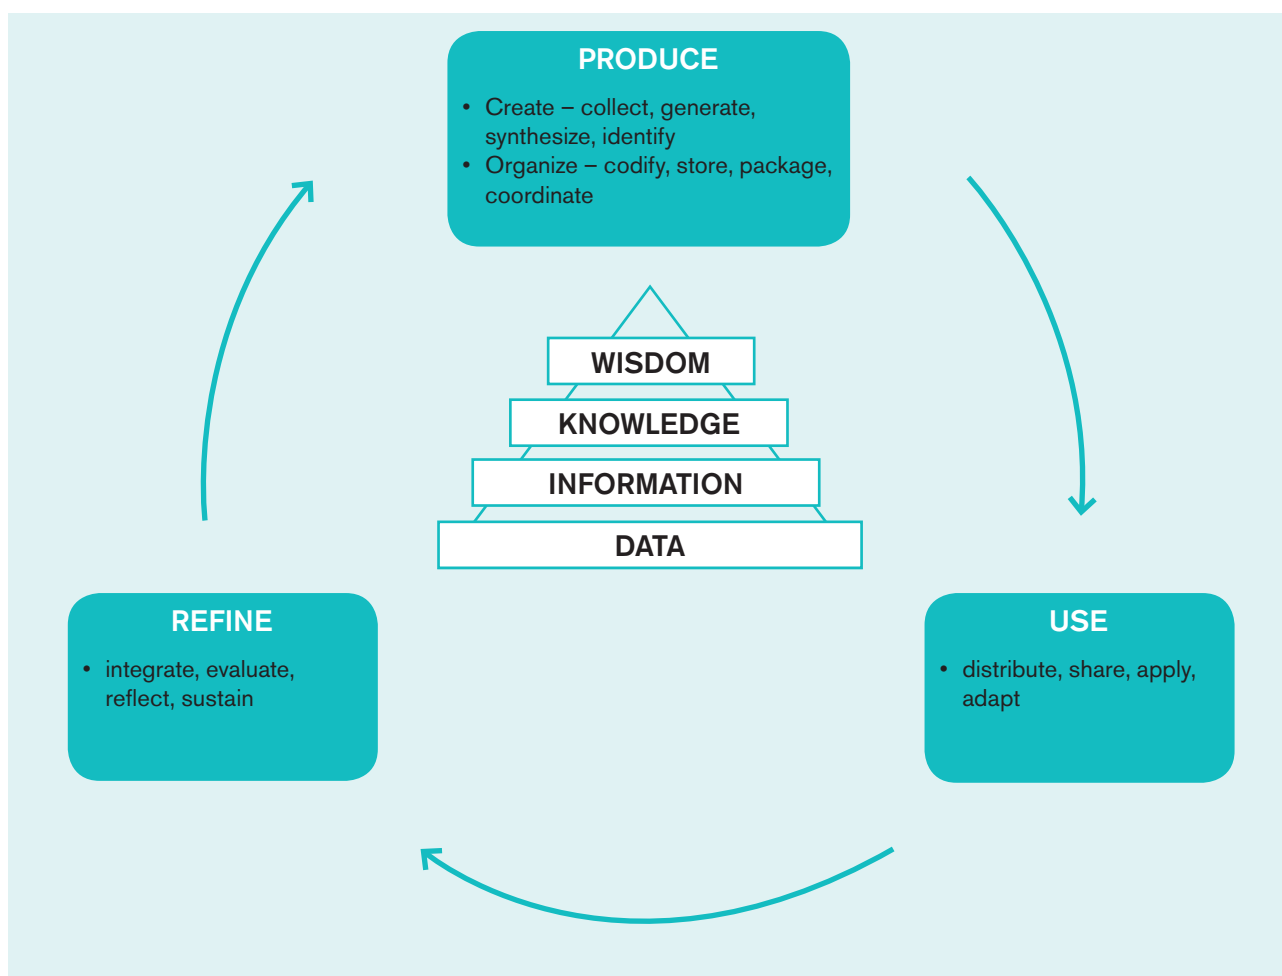 PRODUCE
• Create – collect, generate,
synthesize, identify
• Organize – codify, store, package,
coordinate
WISDOM
KNOWLEDGE
INFORMATION
DATA
REFINE
• integrate, evaluate,
reflect, sustain
USE
• distribute, share, apply,
adapt